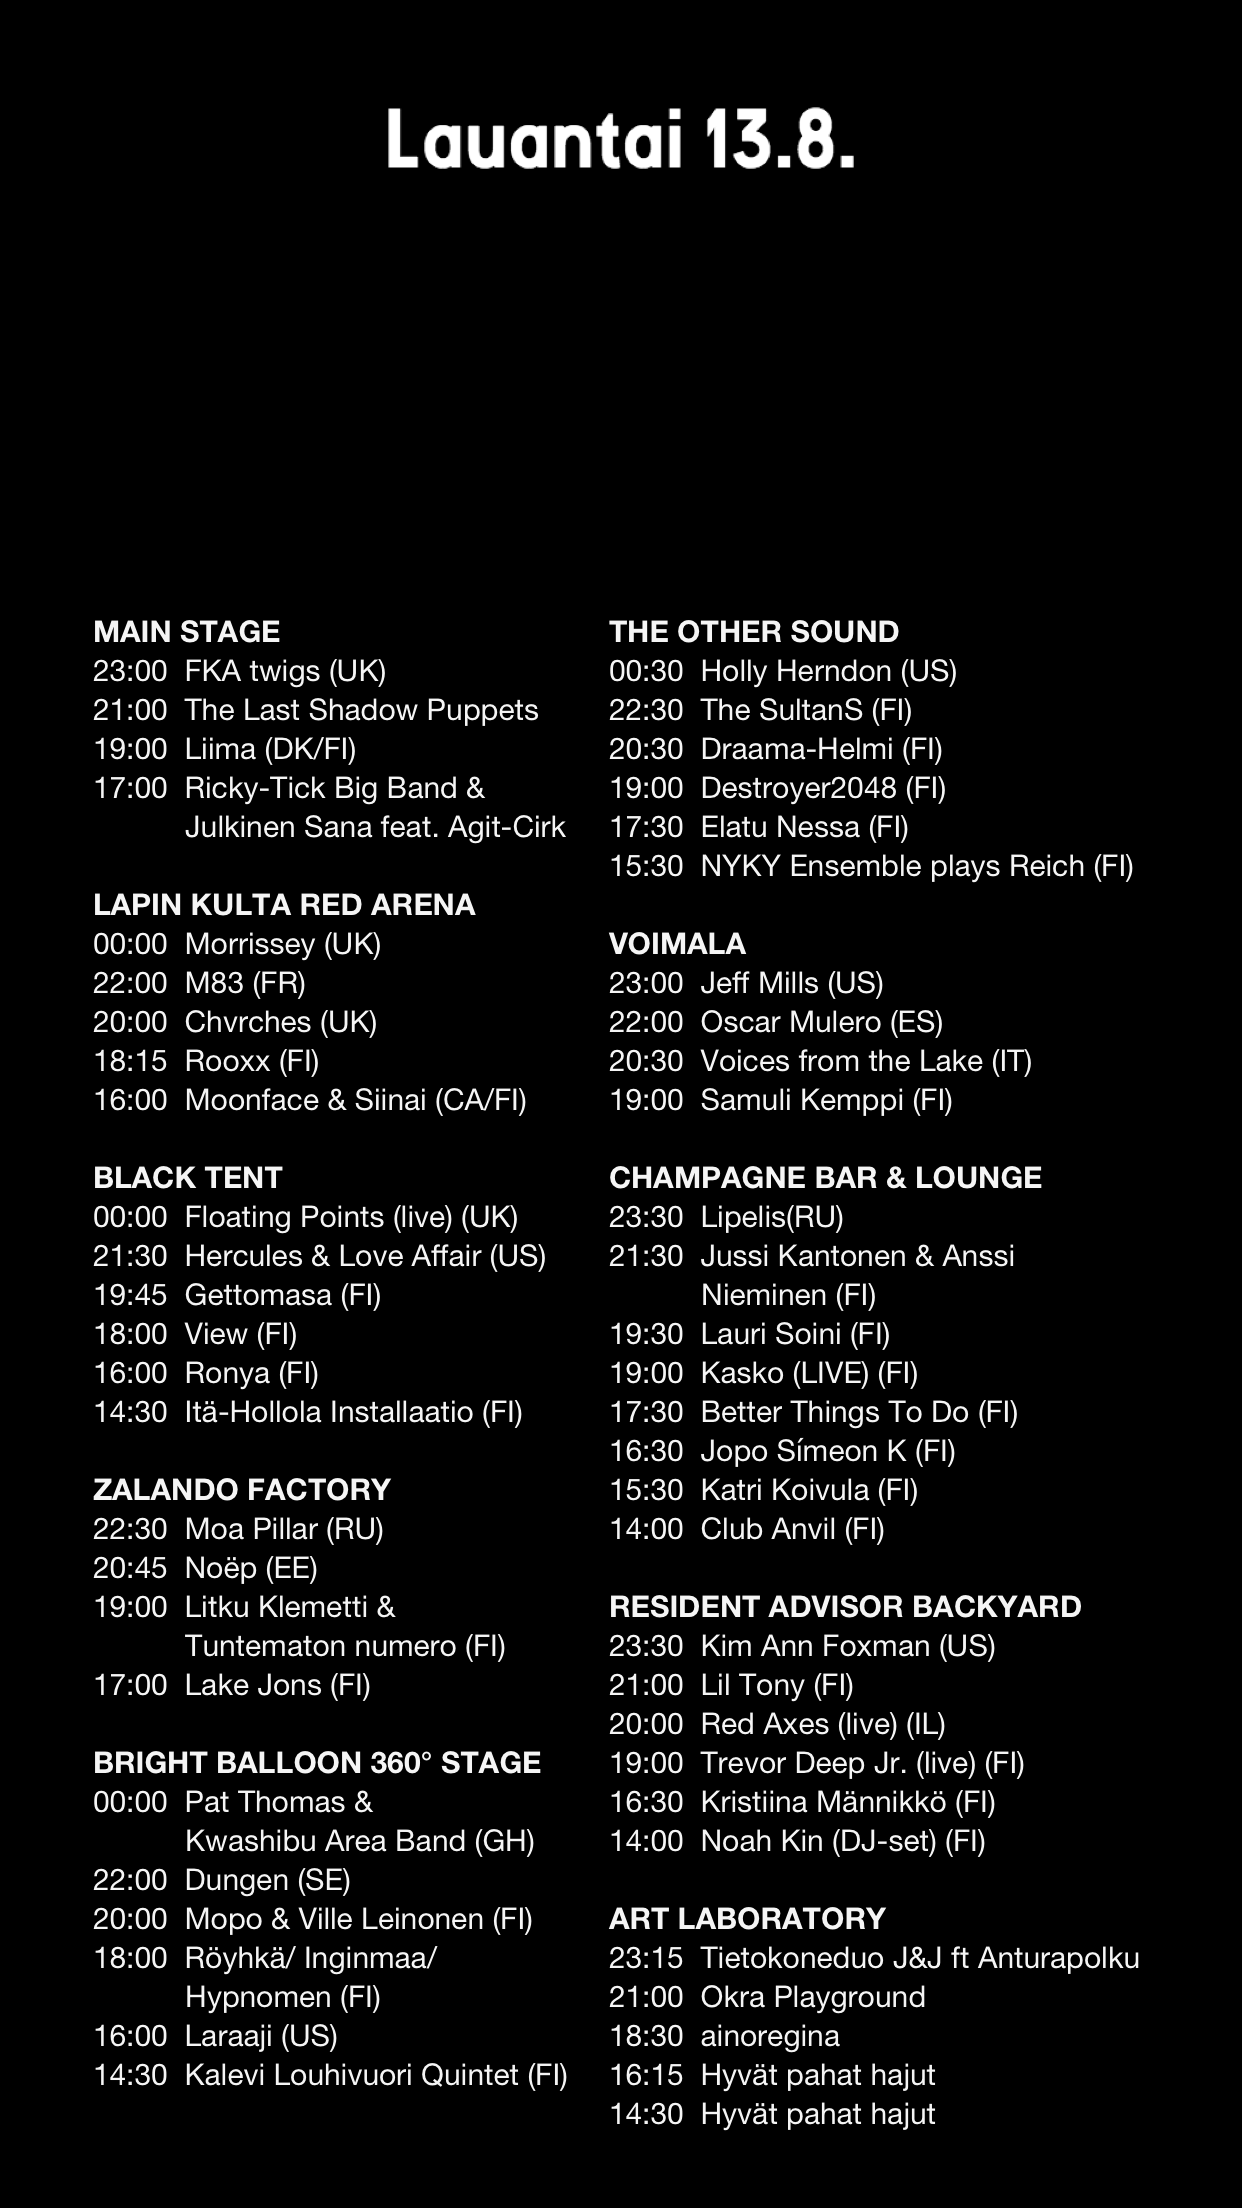 Lauantai 13.8.
MAIN STAGE
23:00 FKA twigs (UK)
21:00 The Last Shadow Puppets
19:00 Liima (DK/FI)
17:00 Ricky-Tick Big Band &
Julkinen Sana feat. Agit-Cirk
LAPIN KULTA RED ARENA
00:00 Morrissey (UK)
22:00 M83 (FR)
20:00 Chvrches (UK)
18:15 Rooxx (FI)
16:00 Moonface & Siinai (CA/FI)
BLACK TENT
00:00 Floating Points (live) (UK)
21:30 Hercules & Love Affair (US)
19:45 Gettomasa (FI)
18:00 View (FI)
16:00 Ronya (FI)
14:30 Itä-Hollola Installaatio (FI)
ZALANDO FACTORY
22:30 Moa Pillar (RU)
20:45 Noëp (EE)
19:00 Litku Klemetti &
Tuntematon numero (FI)
17:00 Lake Jons (FI)
BRIGHT BALLOON 360° STAGE
00:00 Pat Thomas &
Kwashibu Area Band (GH)
22:00 Dungen (SE)
20:00 Mopo & Ville Leinonen (FI)
18:00 Röyhkä/ Inginmaa/
Hypnomen (FI)
16:00 Laraaji (US)
14:30 Kalevi Louhivuori Quintet (FI)
THE OTHER SOUND
00:30 Holly Herndon (US)
22:30 The SultanS (FI)
20:30 Draama-Helmi (FI)
19:00 Destroyer2048 (FI)
17:30 Elatu Nessa (FI)
15:30 NYKY Ensemble plays Reich (FI)
VOIMALA
23:00 Jeff Mills (US)
22:00 Oscar Mulero (ES)
20:30 Voices from the Lake (IT)
19:00 Samuli Kemppi (FI)
CHAMPAGNE BAR & LOUNGE
23:30 Lipelis(RU)
21:30 Jussi Kantonen & Anssi
Nieminen (FI)
19:30 Lauri Soini (FI)
19:00 Kasko (LIVE) (FI)
17:30 Better Things To Do (FI)
16:30 Jopo Símeon K (FI)
15:30 Katri Koivula (FI)
14:00 Club Anvil (FI)
RESIDENT ADVISOR BACKYARD
23:30 Kim Ann Foxman (US)
21:00 Lil Tony (FI)
20:00 Red Axes (live) (IL)
19:00 Trevor Deep Jr. (live) (FI)
16:30 Kristiina Männikkö (FI)
14:00 Noah Kin (DJ-set) (FI)
ART LABORATORY
23:15 Tietokoneduo J&J ft Anturapolku
21:00 Okra Playground
18:30 ainoregina
16:15 Hyvät pahat hajut
14:30 Hyvät pahat hajut